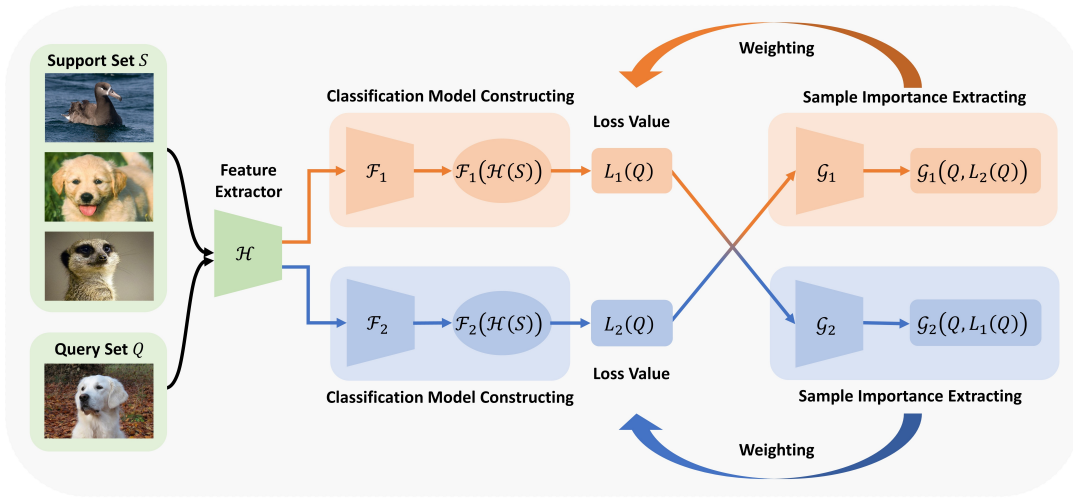 Support Set S
Query Set Q
Feature
Extractor
ℋ
Classification Model Constructing
ℱ₁
ℱ₁(ℋ(S))
Loss Value
L₁(Q)
Weighting
Sample Importance Extracting
𝒢₁
𝒢₁(Q, L₂(Q))
ℱ₂
ℱ₂(ℋ(S))
Classification Model Constructing
L₂(Q)
Loss Value
𝒢₂
𝒢₂(Q, L₁(Q))
Sample Importance Extracting
Weighting